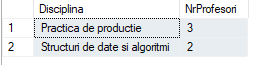 Disciplina NrProfesori
1 Practica de productie 3
2 Structuri de date si algoritmi 2